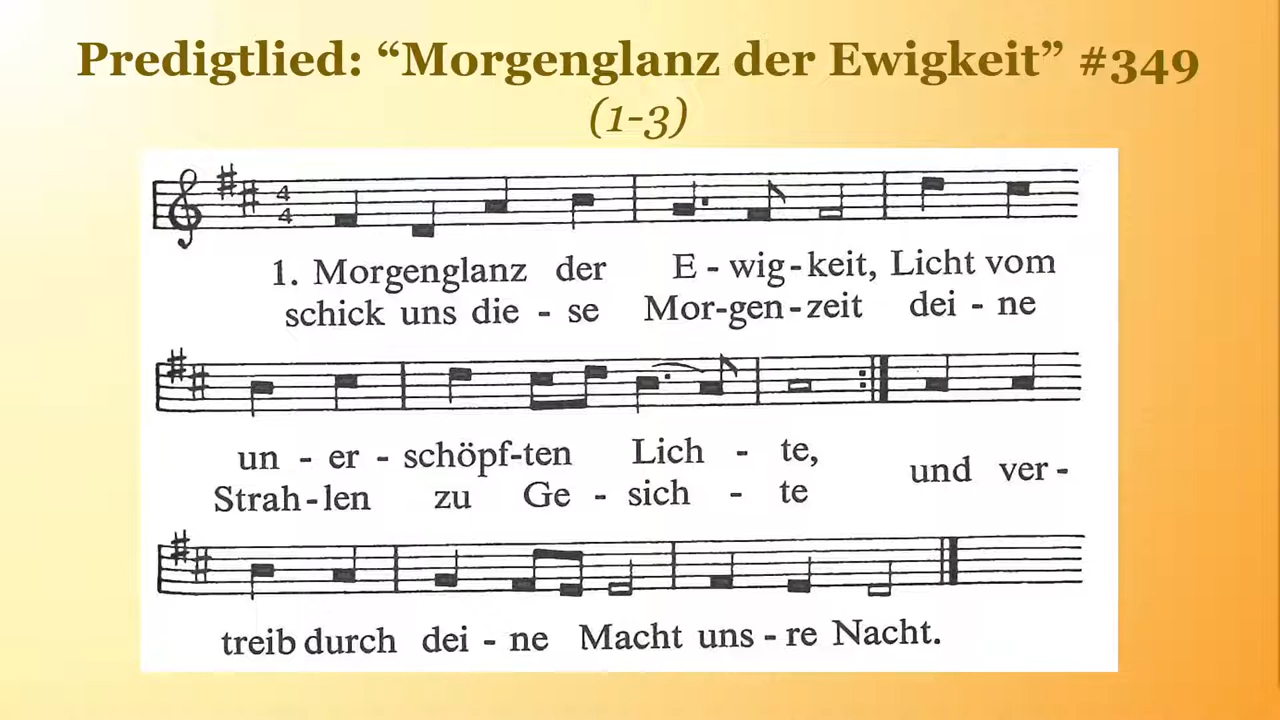 Predigtlied: “Morgenglanz der Ewigkeit” #349
(1-3)
4
4
1. Morgenglanz der E - wig - keit, Licht vom
schick uns die - se Mor-gen-zeit dei - ne
un - er - schöpf-ten Lich - te, und ver -
Strah-len zu Ge - sich - te
treib durch dei - ne Macht uns - re Nacht.